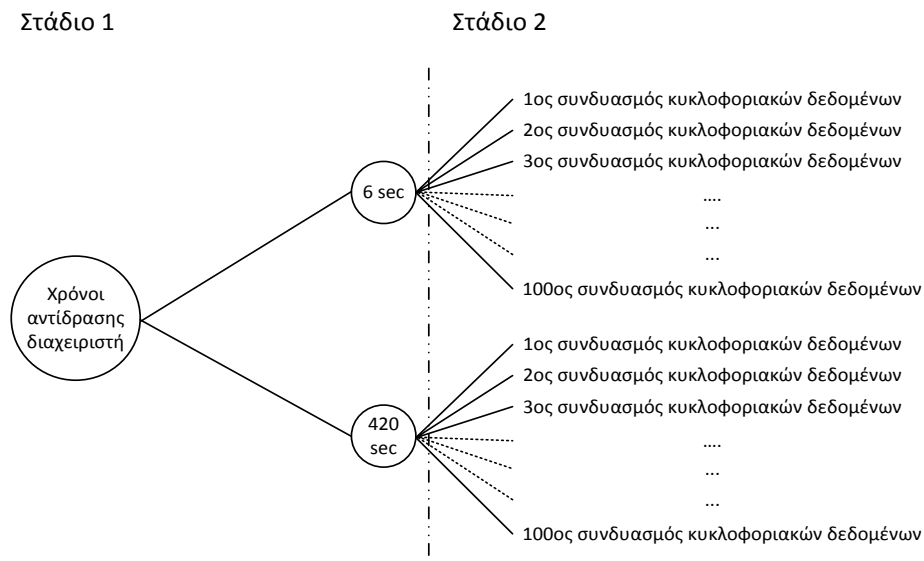 Στάδιο 1
Στάδιο 2
1ος συνδυασμός κυκλοφοριακών δεδομένων
2ος συνδυασμός κυκλοφοριακών δεδομένων
3ος συνδυασμός κυκλοφοριακών δεδομένων
6 sec
....
...
...
100ος συνδυασμός κυκλοφοριακών δεδομένων
Χρόνοι
αντίδρασης
διαχειριστή
1ος συνδυασμός κυκλοφοριακών δεδομένων
2ος συνδυασμός κυκλοφοριακών δεδομένων
3ος συνδυασμός κυκλοφοριακών δεδομένων
420
sec
....
...
...
100ος συνδυασμός κυκλοφοριακών δεδομένων